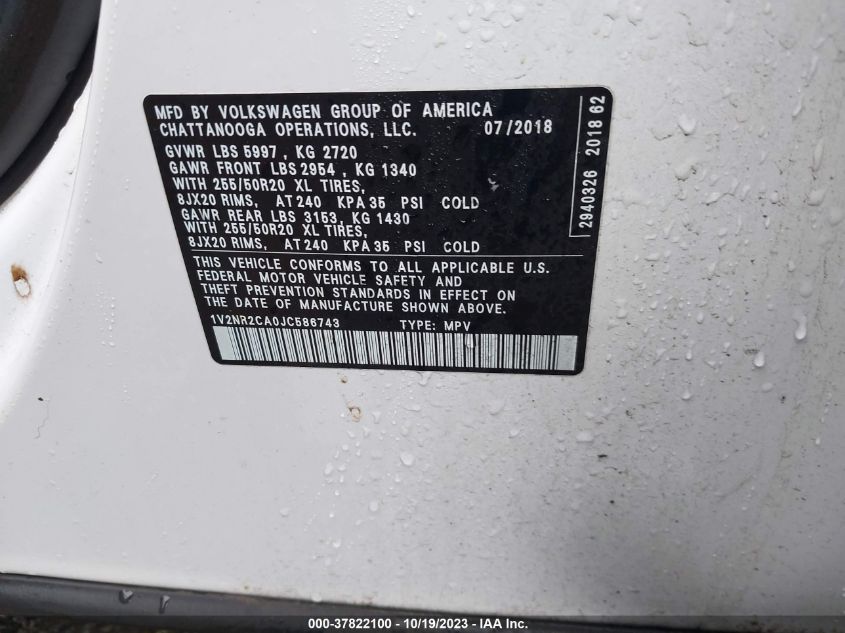 MFD BY VOLKSWAGEN GROUP OF AMERICA
CHATTANOOGA OPERATIONS, LLC. 07/2018
GVWR LBS 5997 , KG 2720
GAWR FRONT LBS 2954 , KG 1340
WITH 255/50R20 XL TIRES,
8JX20 RIMS, AT 240 KPA 35 PSI COLD
GAWR REAR LBS 3153, KG 1430
WITH 255/50R20 XL TIRES,
8JX20 RIMS, AT 240 KPA 35 PSI COLD
THIS VEHICLE CONFORMS TO ALL APPLICABLE U.S.
FEDERAL MOTOR VEHICLE SAFETY AND
THEFT PREVENTION STANDARDS IN EFFECT ON
THE DATE OF MANUFACTURE SHOWN ABOVE.
1V2NR2CA0JC586743 TYPE: MPV
2940326 2018 62
000-37822100 - 10/19/2023 - IAAI.com